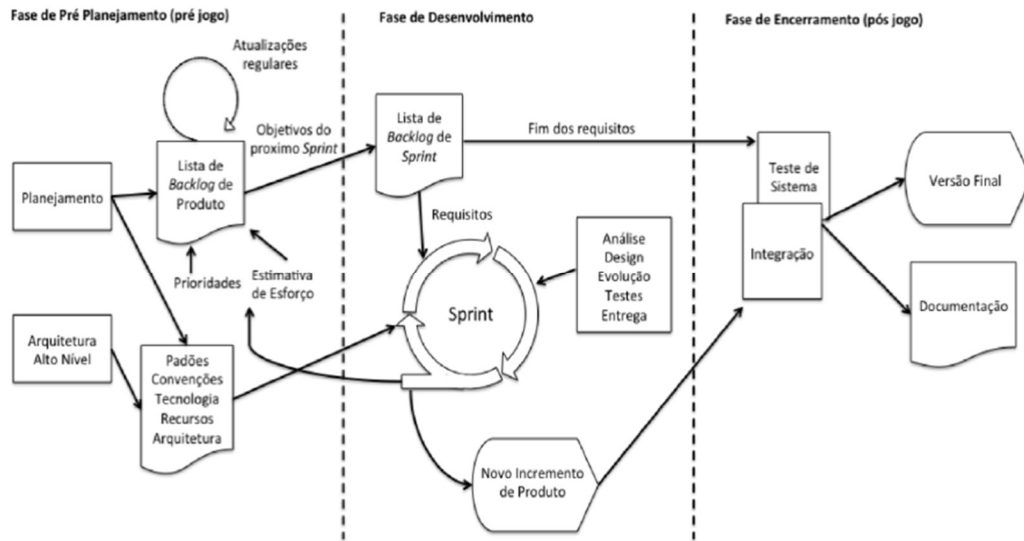 Fase de Pré Planejamento (pré jogo)
Fase de Desenvolvimento
Fase de Encerramento (pós jogo)
Atualizações
regulares
Objetivos do
proximo Sprint
Lista de
Backlog de
Produto
Planejamento
Prioridades
Estimativa
de Esforço
Arquitetura
Alto Nível
Padões
Convenções
Tecnologia
Recursos
Arquitetura
Lista de
Backlog de
Sprint
Fim dos requisitos
Requisitos
Sprint
Análise
Design
Evolução
Testes
Entrega
Novo Incremento
de Produto
Teste de
Sistema
Integração
Versão Final
Documentação